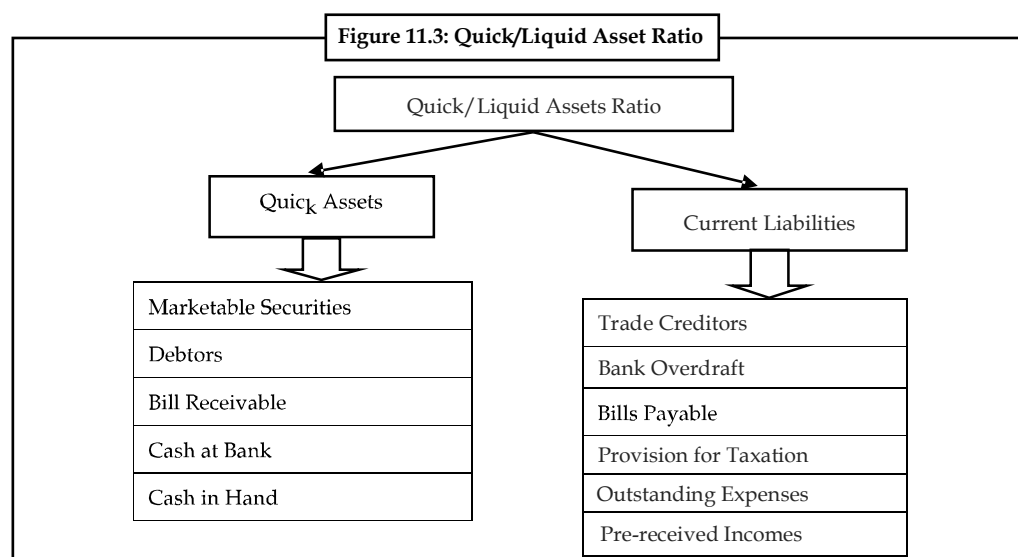 Figure 11.3: Quick/Liquid Asset Ratio
Quick/Liquid Assets Ratio
Quick Assets
Current Liabilities
Marketable Securities
Debtors
Bill Receivable
Cash at Bank
Cash in Hand
Trade Creditors
Bank Overdraft
Bills Payable
Provision for Taxation
Outstanding Expenses
Pre-received Incomes